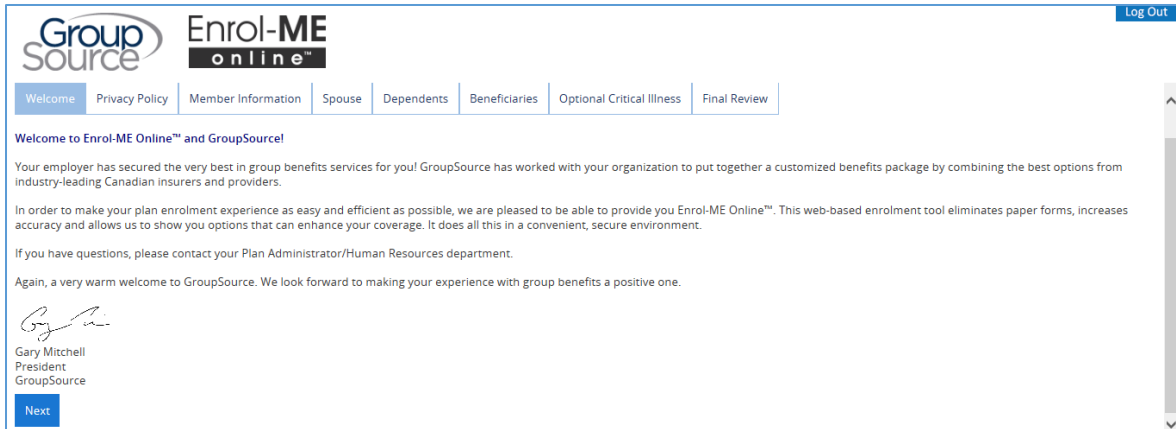 Log Out
Group Source
Enrol-ME
online™
Welcome Privacy Policy Member Information Spouse Dependents Beneficiaries Optional Critical Illness Final Review
Welcome to Enrol-ME Online™ and GroupSource!
Your employer has secured the very best in group benefits services for you! GroupSource has worked with your organization to put together a customized benefits package by combining the best options from
industry-leading Canadian insurers and providers.
In order to make your plan enrolment experience as easy and efficient as possible, we are pleased to be able to provide you Enrol-ME Online™. This web-based enrolment tool eliminates paper forms, increases
accuracy and allows us to show you options that can enhance your coverage. It does all this in a convenient, secure environment.
If you have questions, please contact your Plan Administrator/Human Resources department.
Again, a very warm welcome to GroupSource. We look forward to making your experience with group benefits a positive one.
Gary Mitchell
President
GroupSource
Next